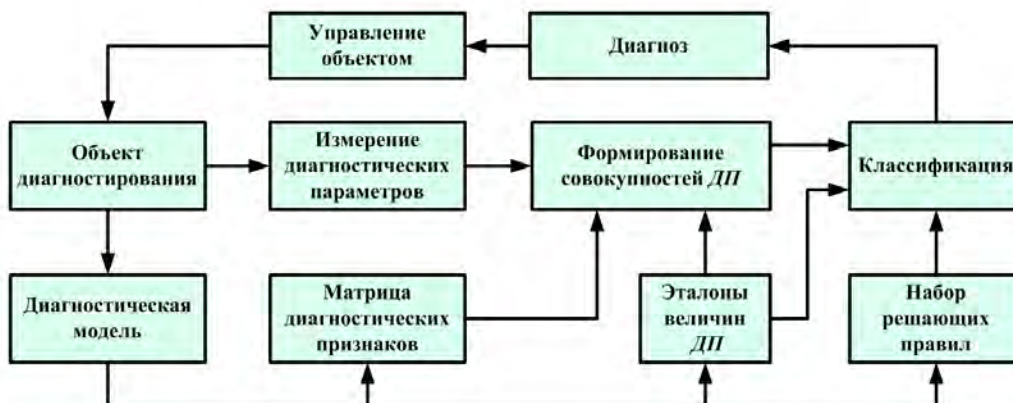 Управление
объектом
Диагноз
Объект
диагностирования
Измерение
диагностических
параметров
Формирование
совокупностей ДП
Классификация
Диагностическая
модель
Матрица
диагностических
признаков
Эталоны
величин
ДП
Набор
решающих
правил